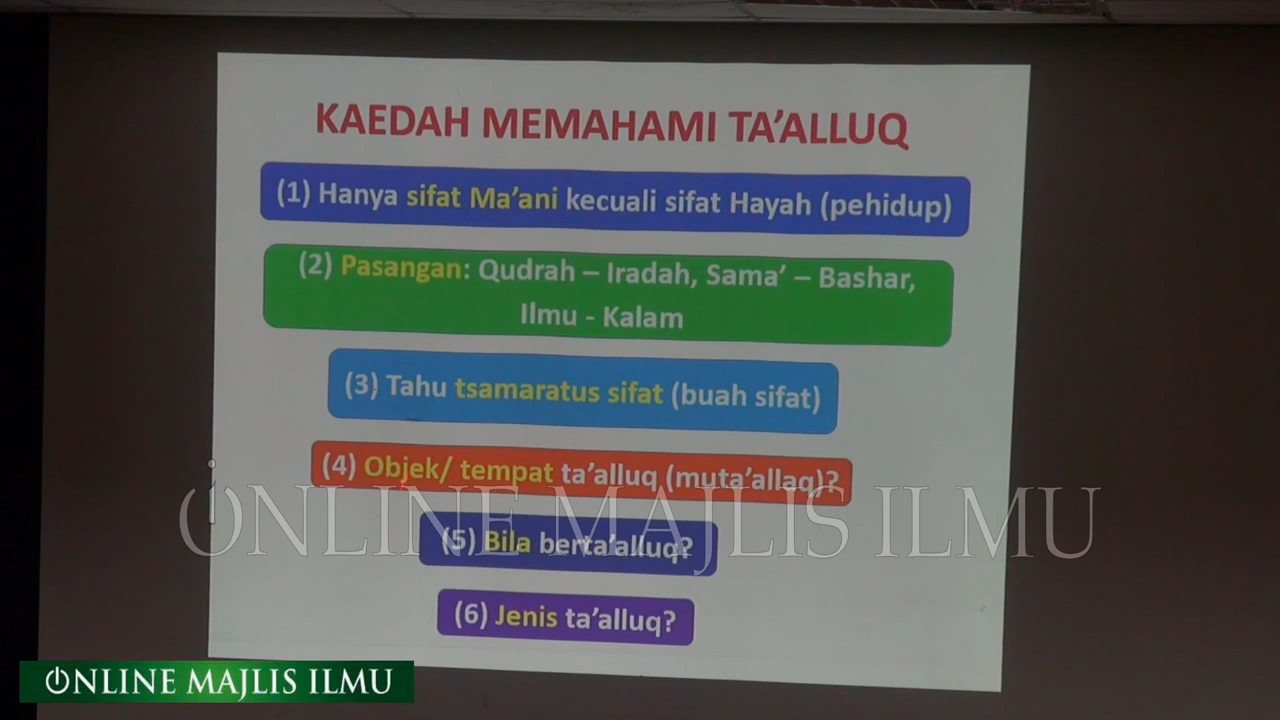 KAEDAH MEMAHAMI TA'ALLUQ
(1) Hanya sifat Ma'ani kecuali sifat Hayah (pehidup)
(2) Pasangan: Qudrah – Iradah, Sama' – Bashar,
Ilmu - Kalam
(3) Tahu tsamaratus sifat (buah sifat)
(4) Objek/ tempat ta'alluq (muta'allaq)?
ONLINE MAJLIS ILMU
(5) Bila berta'alluq?
(6) Jenis ta'alluq?
ONLINE MAJLIS ILMU